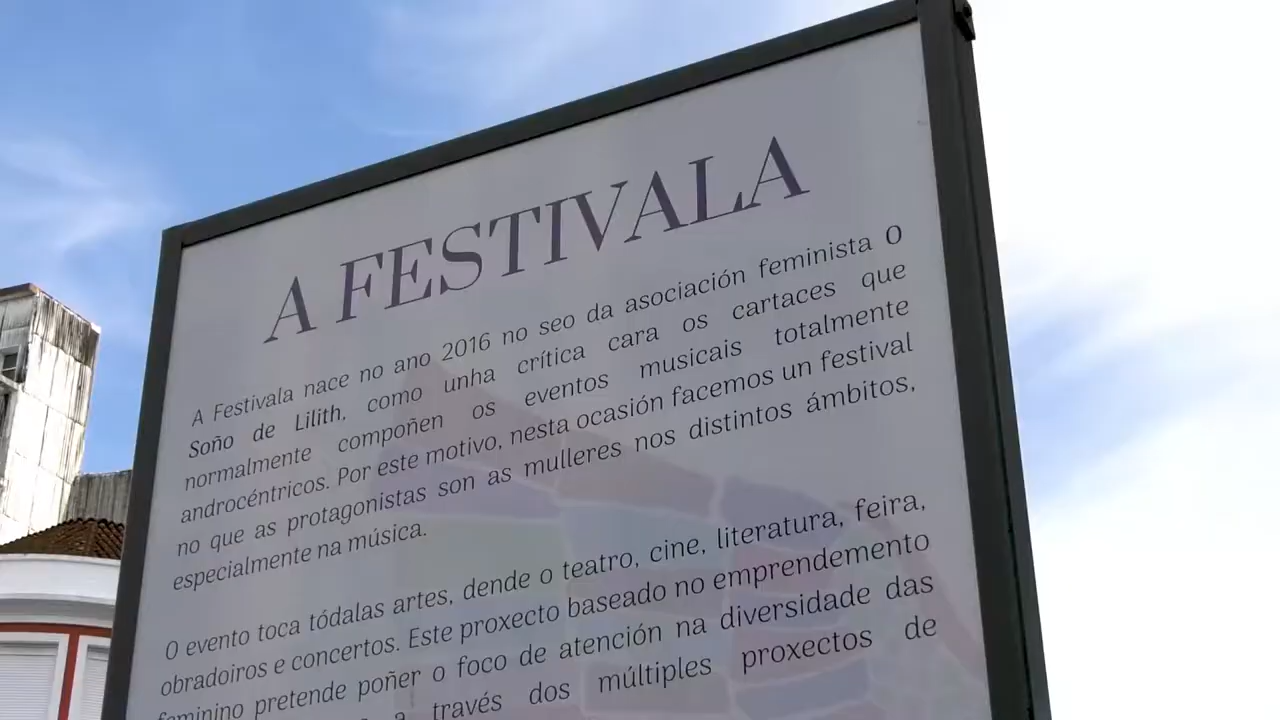 A FESTIVALA
A Festivala nace no ano 2016 no seo da asociación feminista O
Soño de Lilith, como unha crítica cara os cartaces que
normalmente compoñen os eventos musicais totalmente
androcéntricos. Por este motivo, nesta ocasión facemos un festival
no que as protagonistas son as mulleres nos distintos ámbitos,
especialmente na música.
O evento toca tódalas artes, dende o teatro, cine, literatura, feira,
obradoiros e concertos. Este proxecto baseado no emprendemento
feminino pretende poñer o foco de atención na diversidade das
a través dos múltiples proxectos de